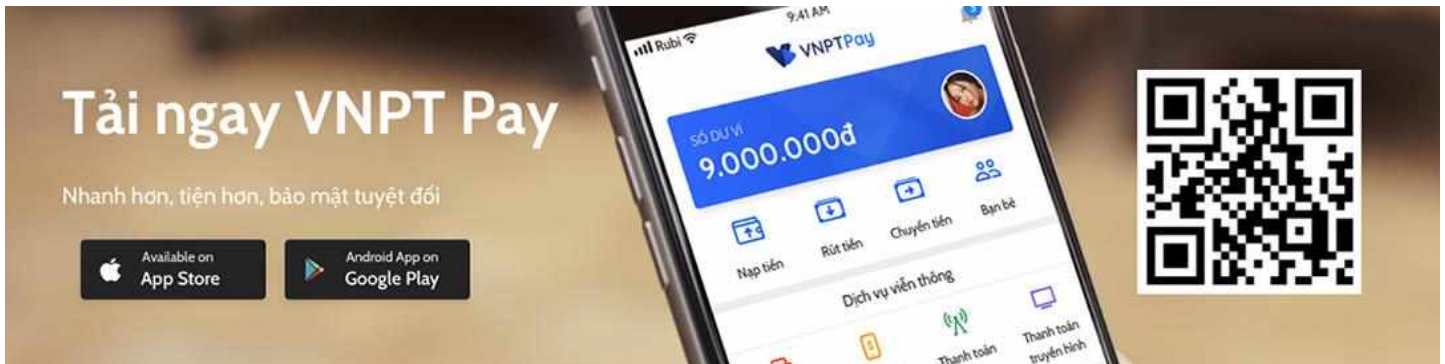 Tải ngay VNPT Pay
Nhanh hơn, tiện hơn, bảo mật tuyệt đối
Available on
App Store
Android App on
Google Play
Rubi
9:41 AM
VNPTPay
SỐ DƯ VÍ
9.000.000đ
Nạp tiền
Rút tiền
Chuyển tiền
Bạn bè
Dịch vụ viễn thông
Thanh toán
Thanh toán
truyền hình